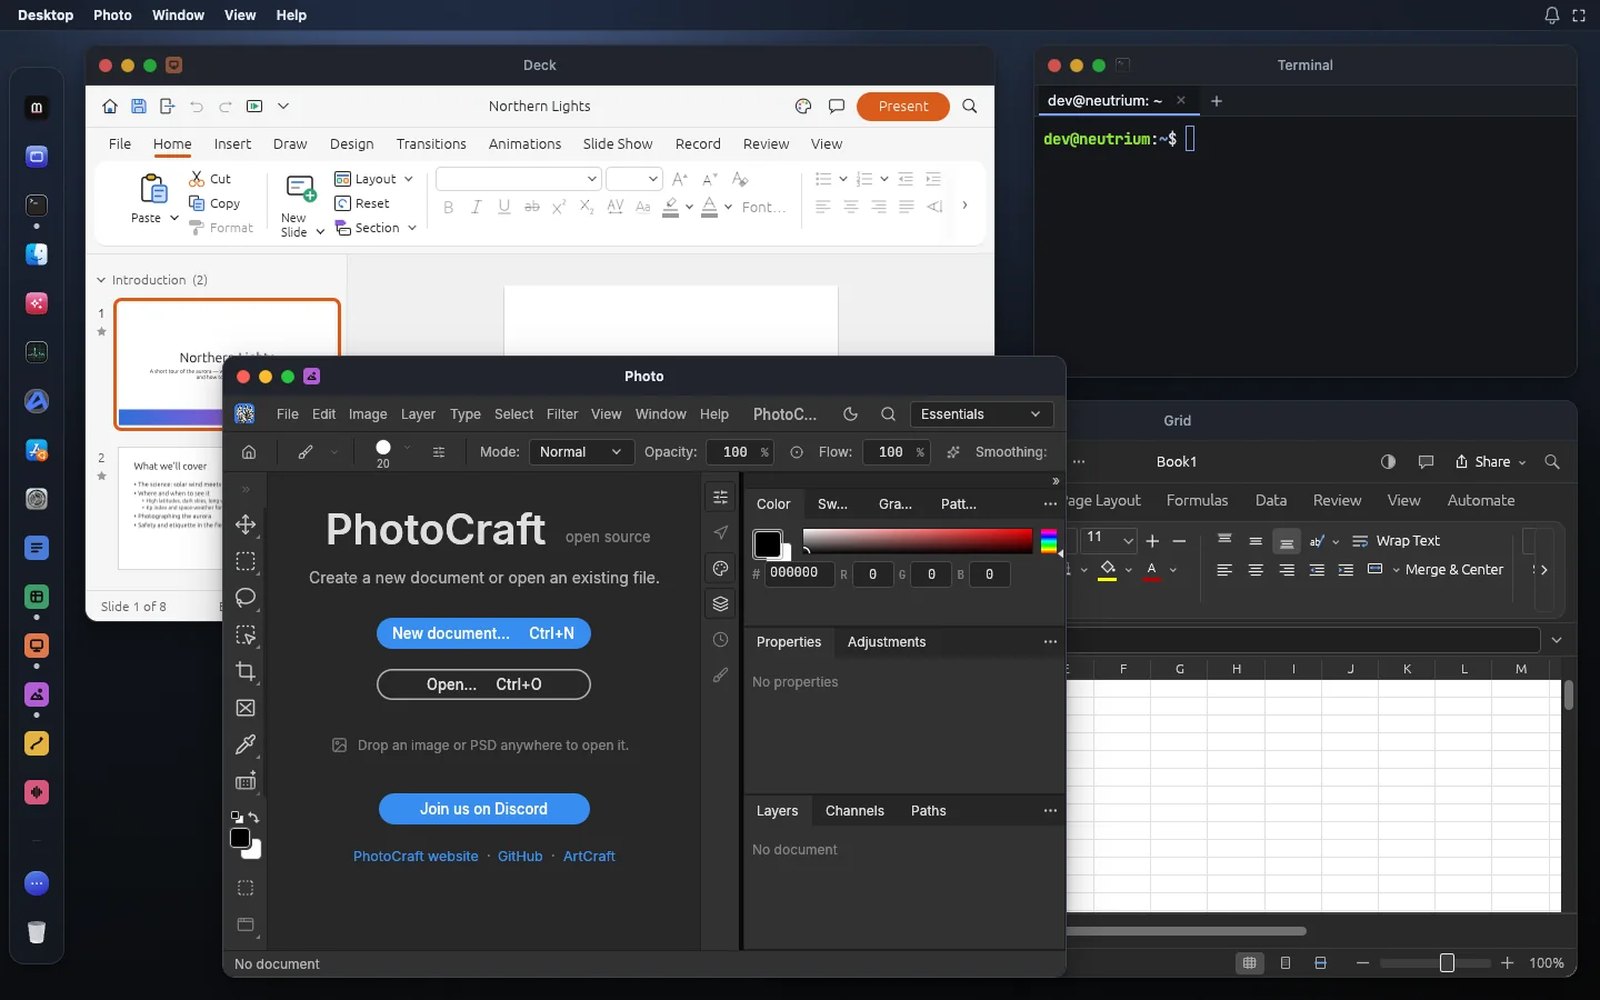 Desktop Photo Window View Help
Deck
Northern Lights
Present
File Home Insert Draw Design Transitions Animations Slide Show Record Review View
Paste
Cut
Copy
Format
New
Slide
Layout
Reset
Section
Font...
Introduction (2)
1
2
What we'll cover
Slide 1 of 8
Terminal
dev@neutrium: ~
dev@neutrium:~$
Photo
File Edit Image Layer Type Select Filter View Window Help
PhotoC...
Essentials
20
Mode: Normal
Opacity: 100 %
Flow: 100 %
Smoothing:
PhotoCraft open source
Create a new document or open an existing file.
New document... Ctrl+N
Open... Ctrl+O
Drop an image or PSD anywhere to open it.
Join us on Discord
PhotoCraft website · GitHub · ArtCraft
Color Sw... Gra... Patt...
# 000000 R 0 G 0 B 0
Properties Adjustments
No properties
Layers Channels Paths
No document
No document
Grid
Book1
Share
Page Layout Formulas Data Review View Automate
11
Wrap Text
Merge & Center
F G H I J K L M
100%